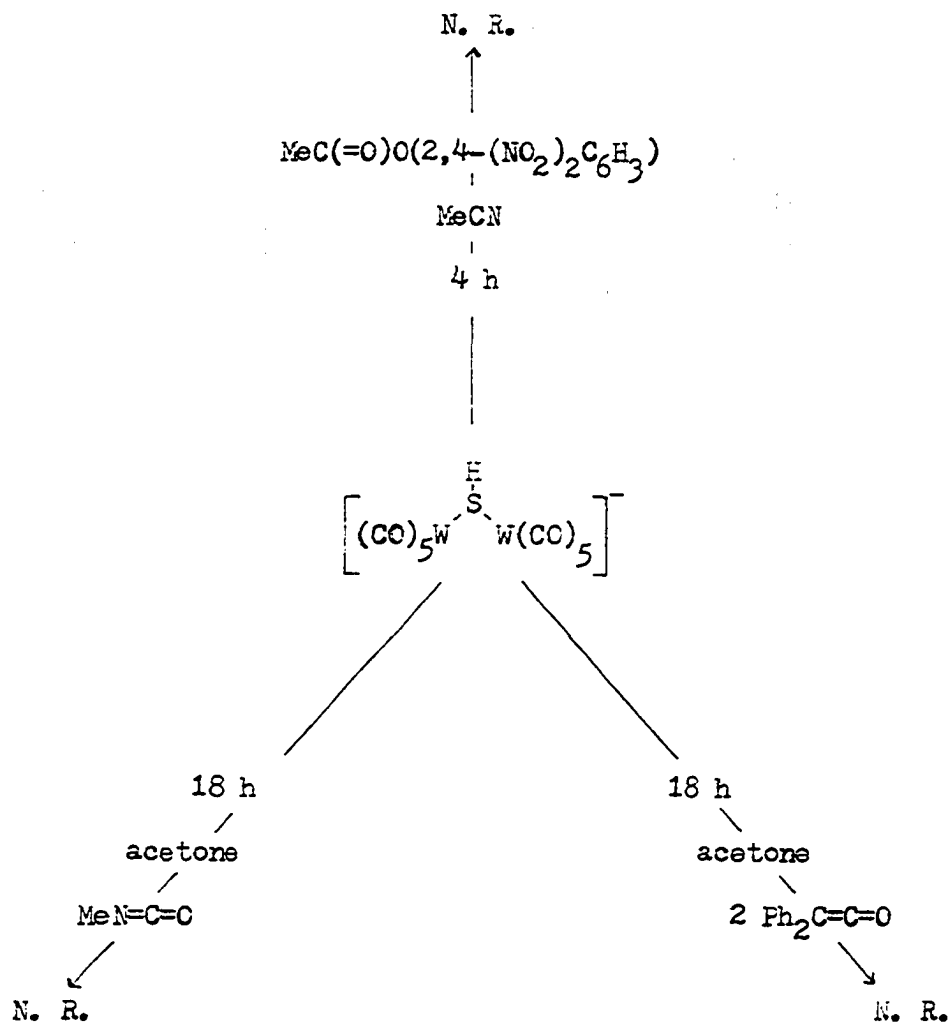 N. R.
MeC(=O)O(2,4-(NO2)2C6H3)
MeCN
4 h
H
S
[(CO)5W W(CO)5]-
18 h 18 h
acetone acetone
MeN=C=O 2 Ph2C=C=O
N. R. N. R.